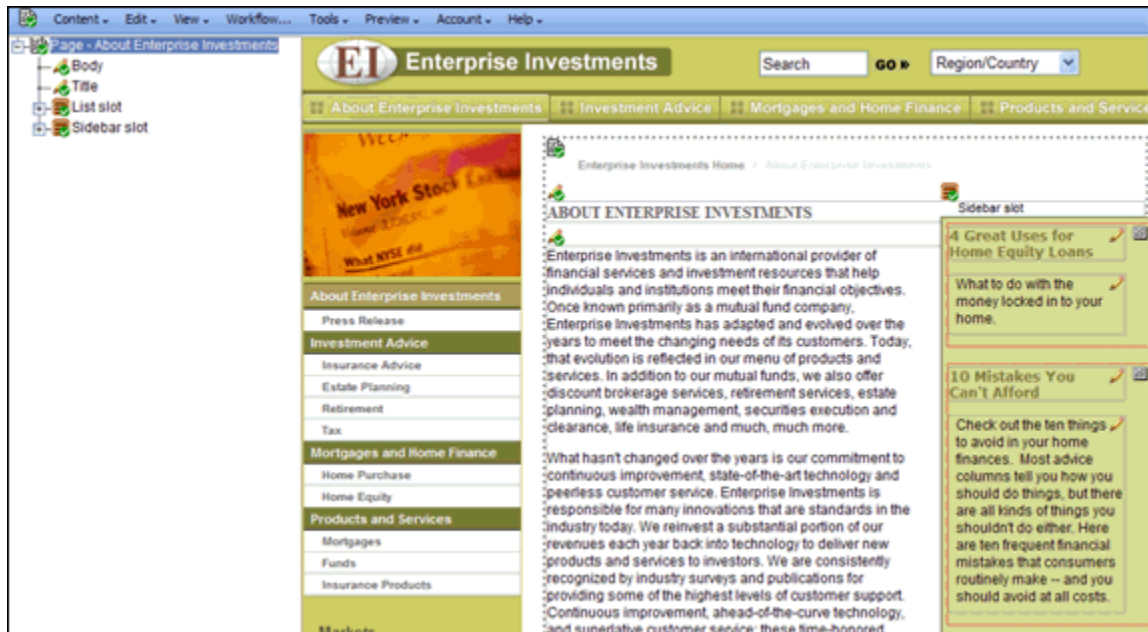 Content Edit View Workflow... Tools Preview Account Help
Page - About Enterprise Investments
Body
Title
List slot
Sidebar slot
EI Enterprise Investments
Search GO Region/Country
About Enterprise Investments Investment Advice Mortgages and Home Finance Products and Service
New York Stock
What NYSE did
About Enterprise Investments
Press Release
Investment Advice
Insurance Advice
Estate Planning
Retirement
Tax
Mortgages and Home Finance
Home Purchase
Home Equity
Products and Services
Mortgages
Funds
Insurance Products
Markets
Enterprise Investments Home > About Enterprise Investments
ABOUT ENTERPRISE INVESTMENTS
Enterprise Investments is an international provider of
financial services and investment resources that help
individuals and institutions meet their financial objectives.
Once known primarily as a mutual fund company,
Enterprise Investments has adapted and evolved over the
years to meet the changing needs of its customers. Today,
that evolution is reflected in our menu of products and
services. In addition to our mutual funds, we also offer
discount brokerage services, retirement services, estate
planning, wealth management, securities execution and
clearance, life insurance and much, much more.
What hasn't changed over the years is our commitment to
continuous improvement, state-of-the-art technology and
peerless customer service. Enterprise Investments is
responsible for many innovations that are standards in the
industry today. We reinvest a substantial portion of our
revenues each year back into technology to deliver new
products and services to investors. We are consistently
recognized by industry surveys and publications for
providing some of the highest levels of customer support.
Continuous improvement, ahead-of-the-curve technology,
and superlative customer service: these time-honored
Sidebar slot
4 Great Uses for
Home Equity Loans
What to do with the
money locked in to your
home.
10 Mistakes You
Can't Afford
Check out the ten things
to avoid in your home
finances. Most advice
columns tell you how you
should do things, but there
are all kinds of things you
shouldn't do either. Here
are ten frequent financial
mistakes that consumers
routinely make -- and you
should avoid at all costs.